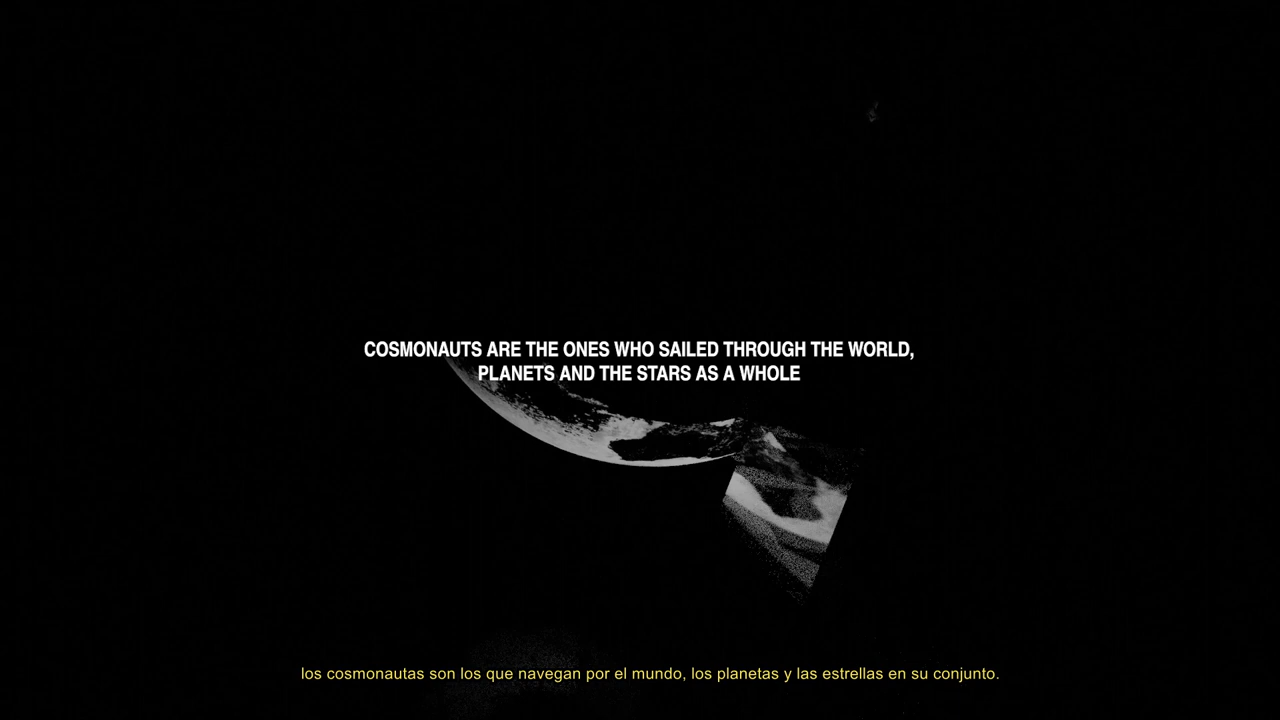 COSMONAUTS ARE THE ONES WHO SAILED THROUGH THE WORLD,
PLANETS AND THE STARS AS A WHOLE
los cosmonautas son los que navegan por el mundo, los planetas y las estrellas en su conjunto.